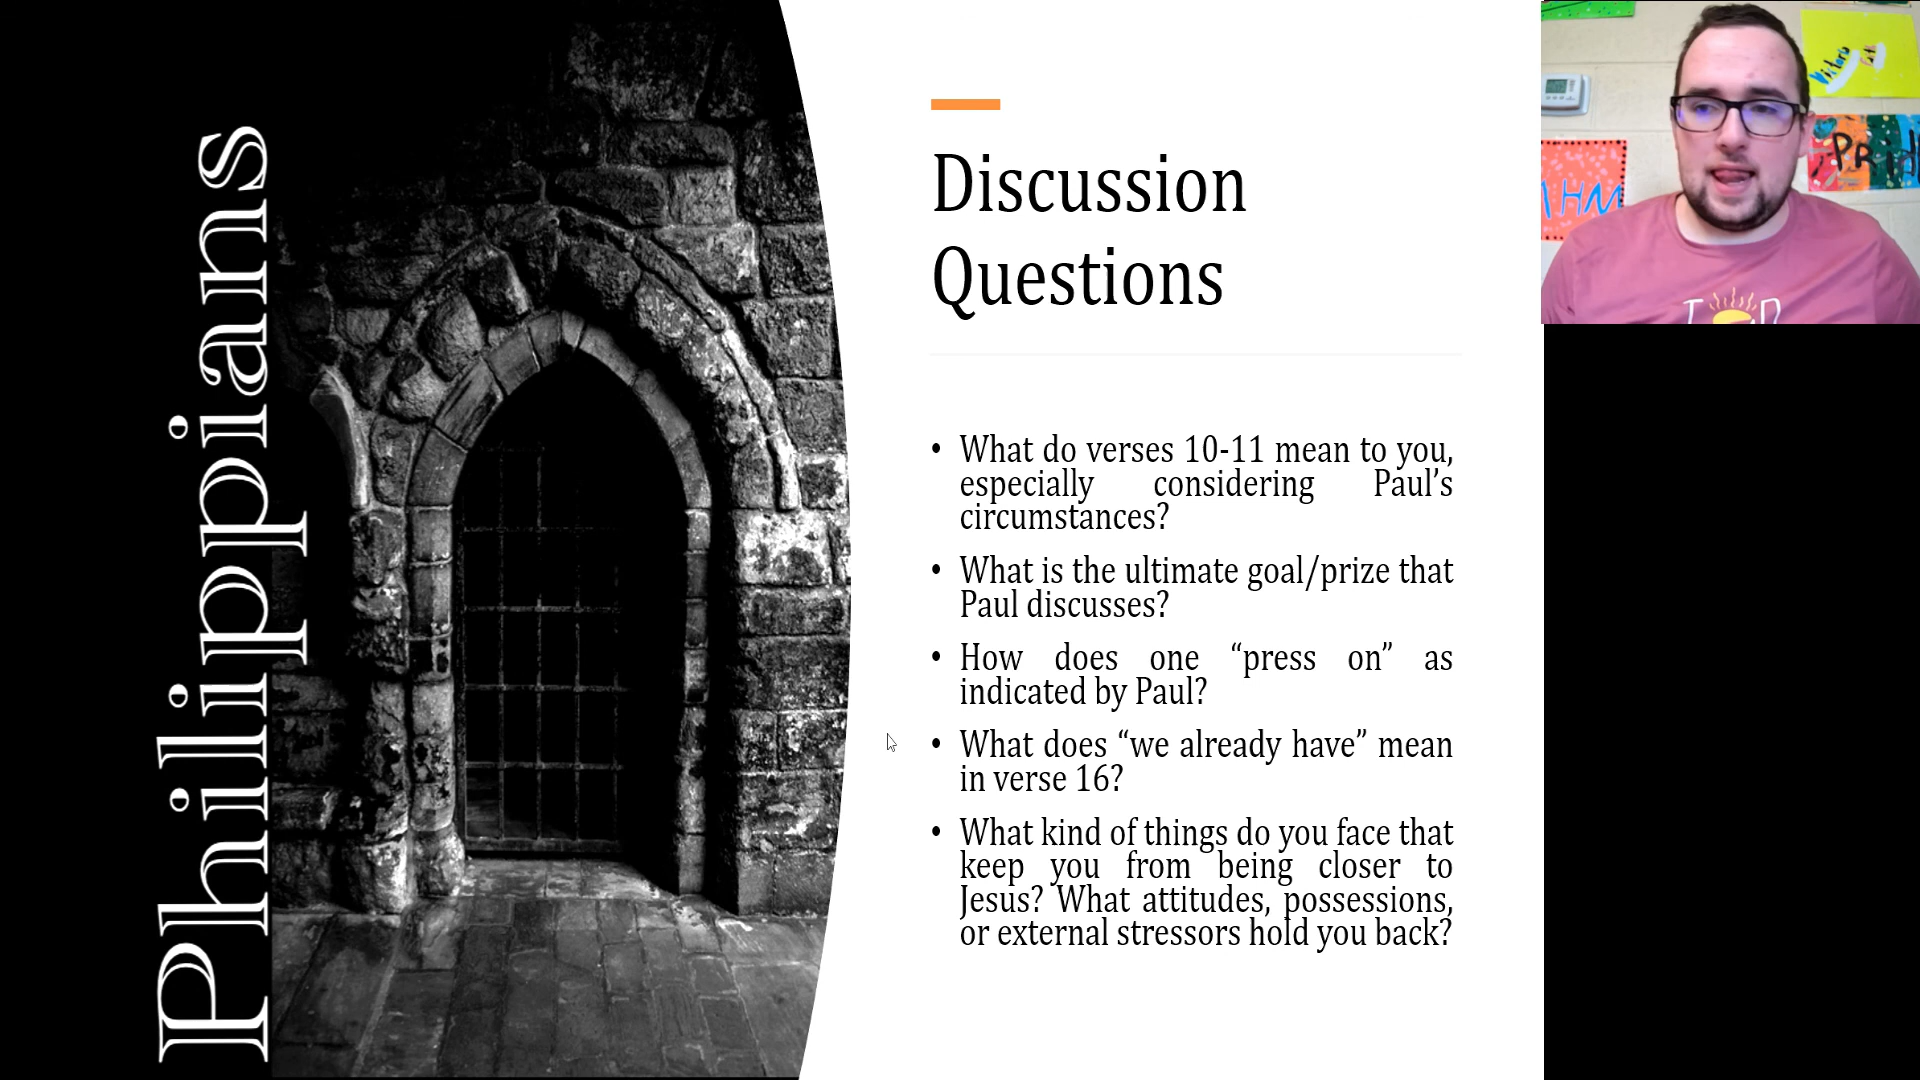 Philippians
Discussion
Questions
• What do verses 10-11 mean to you,
especially considering Paul’s
circumstances?
• What is the ultimate goal/prize that
Paul discusses?
• How does one “press on” as
indicated by Paul?
• What does “we already have” mean
in verse 16?
• What kind of things do you face that
keep you from being closer to
Jesus? What attitudes, possessions,
or external stressors hold you back?